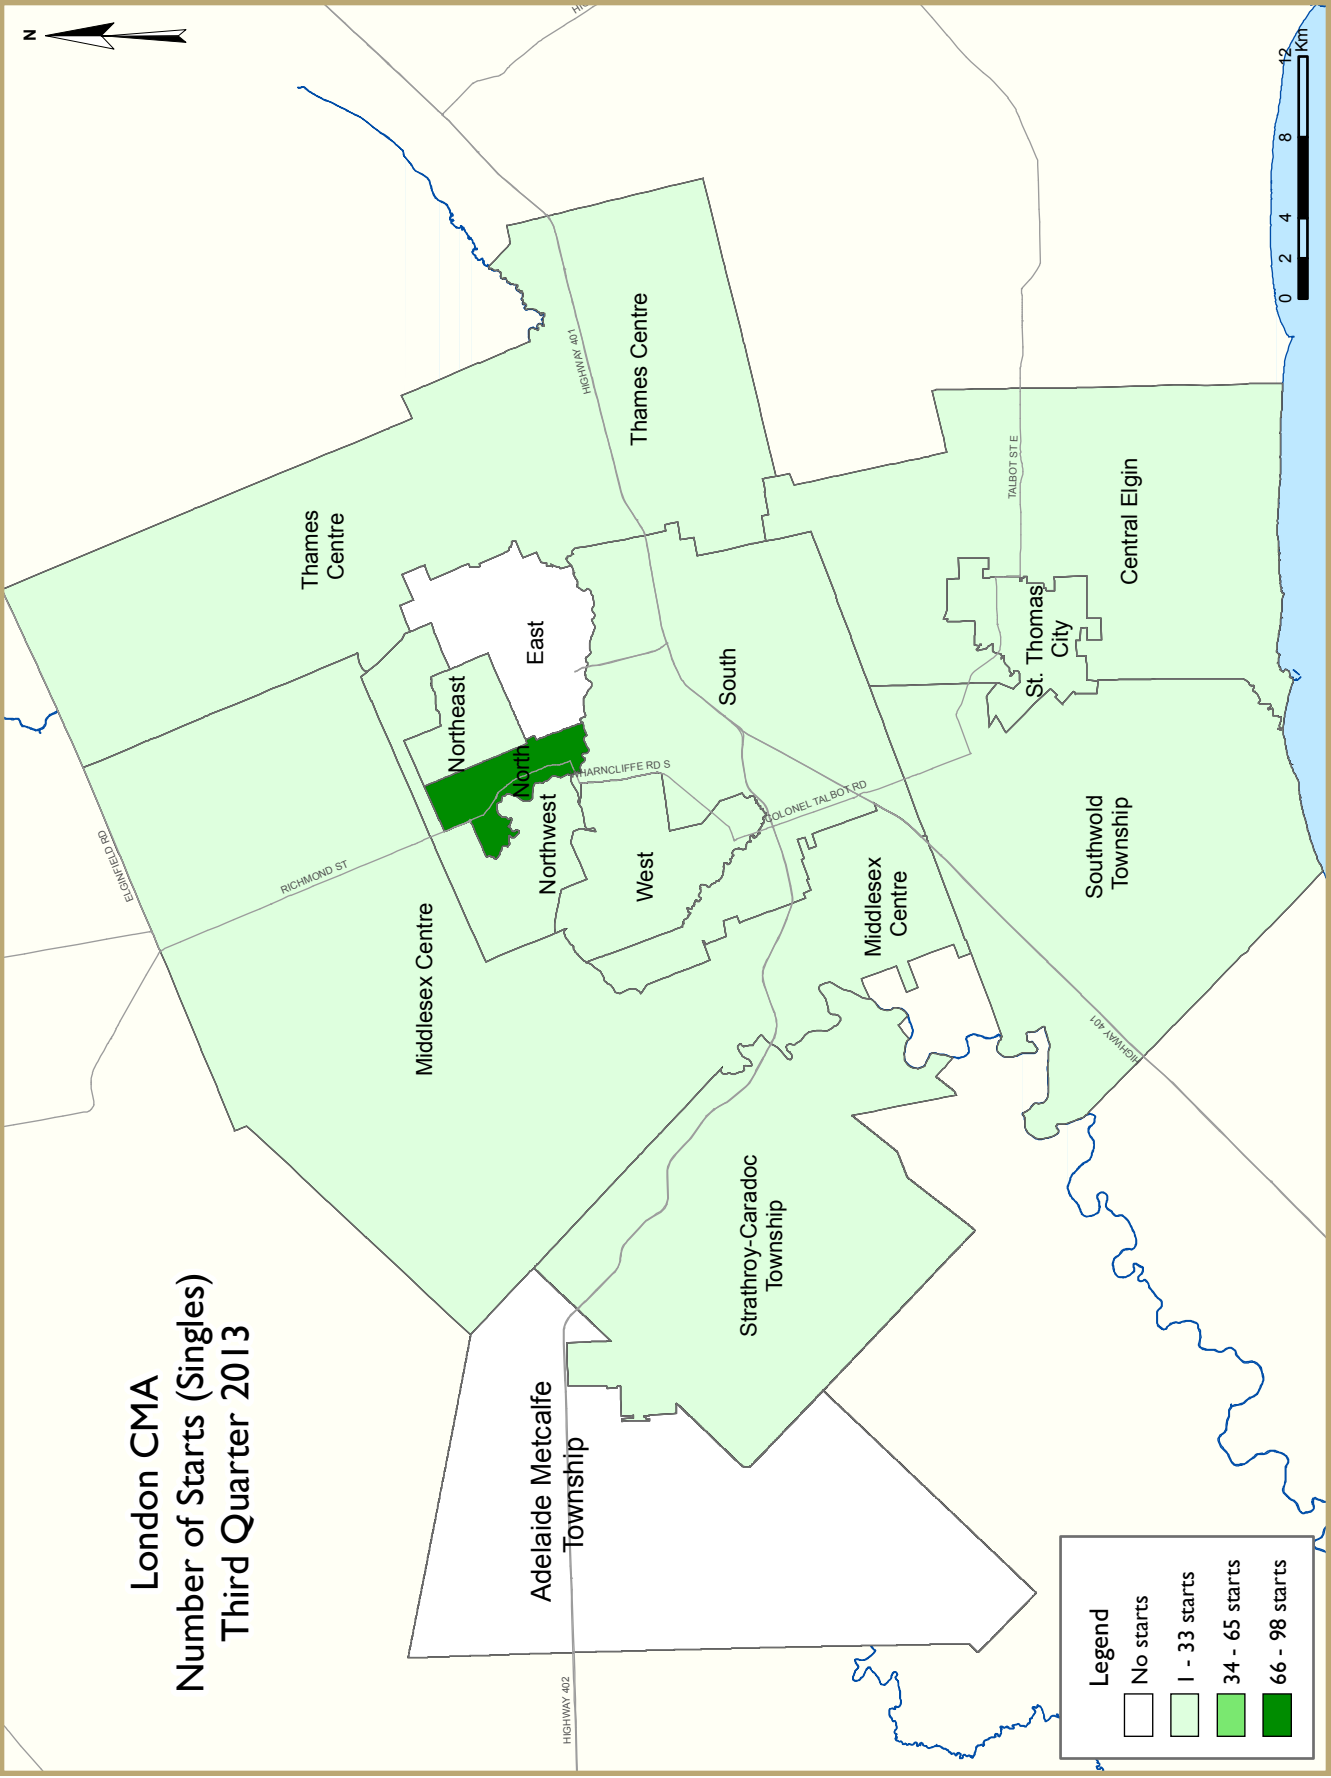 London CMA
Number of Starts (Singles)
Third Quarter 2013
N
ELGINFIELD RD
RICHMOND ST
Middlesex Centre
Thames
Centre
Northeast
North
Northwest
East
West
WHARNCLIFFE RD S
South
HIGHWAY 401
Thames Centre
Adelaide Metcalfe
Township
HIGHWAY 402
Strathroy-Caradoc
Township
COLONEL TALBOT RD
Middlesex
Centre
TALBOT ST E
St. Thomas
City
Central Elgin
Southwold
Township
HIGHWAY 401
Legend
No starts
1 - 33 starts
34 - 65 starts
66 - 98 starts
0 2 4 8 12
Km